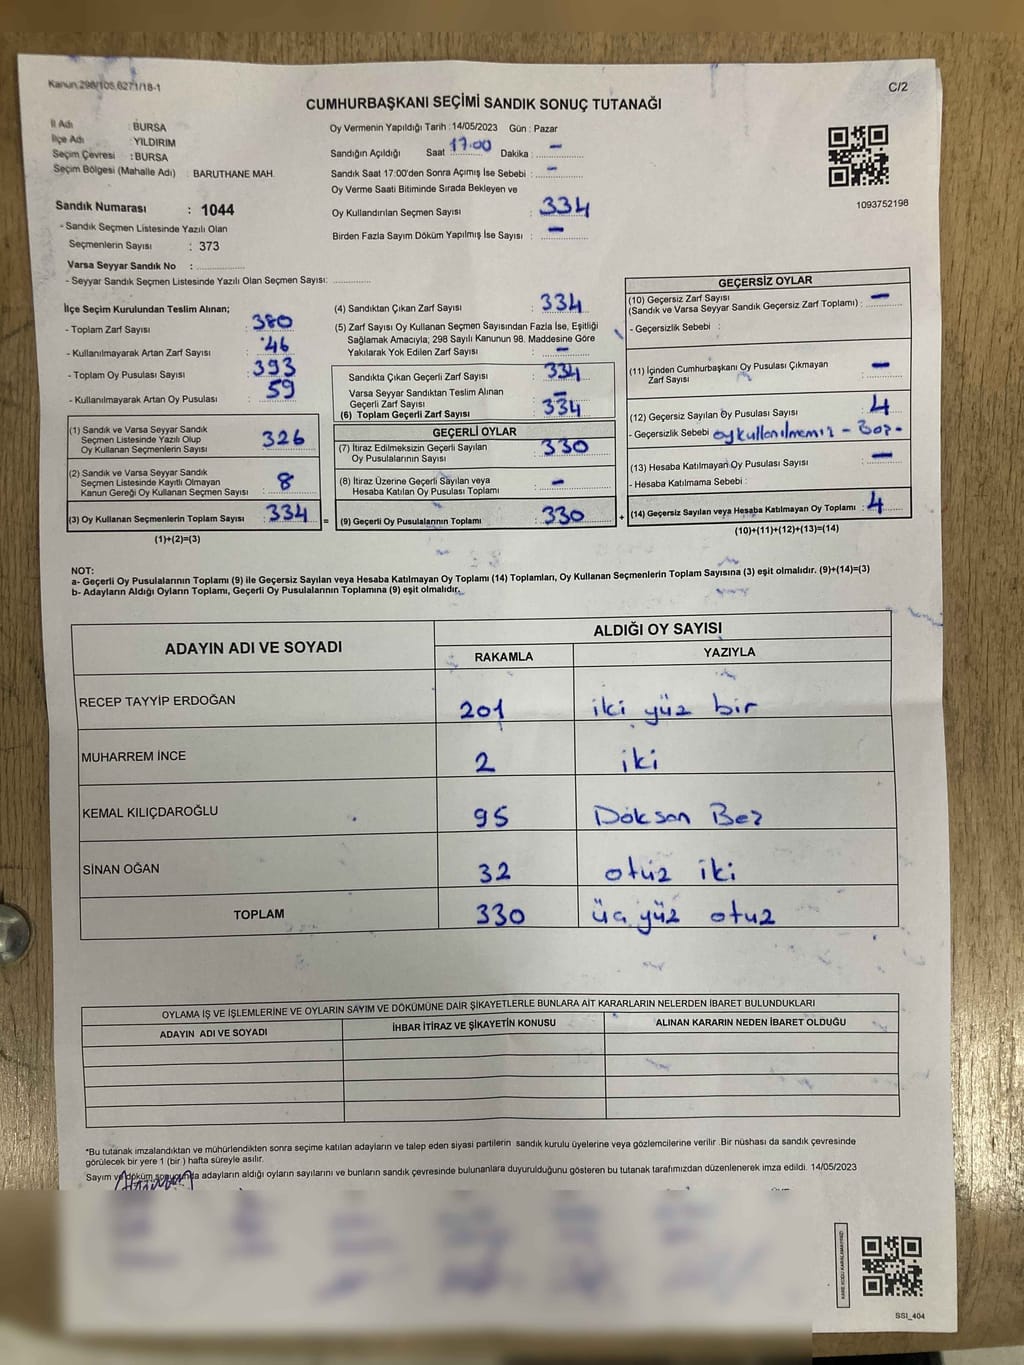 Kanun:298/105,6271/18-1
C/2
CUMHURBAŞKANI SEÇİMİ SANDIK SONUÇ TUTANAĞI
İl Adı : BURSA
İlçe Adı : YILDIRIM
Seçim Çevresi : BURSA
Seçim Bölgesi (Mahalle Adı) : BARUTHANE MAH.
Sandık Numarası : 1044
- Sandık Seçmen Listesinde Yazılı Olan
Seçmenlerin Sayısı : 373
Varsa Seyyar Sandık No :
- Seyyar Sandık Seçmen Listesinde Yazılı Olan Seçmen Sayısı:
Oy Vermenin Yapıldığı Tarih : 14/05/2023 Gün : Pazar
Sandığın Açıldığı Saat 17:00 Dakika : -
Sandık Saat 17:00'den Sonra Açımış İse Sebebi : -
Oy Verme Saati Bitiminde Sırada Bekleyen ve
Oy Kullandırılan Seçmen Sayısı : 334
Birden Fazla Sayım Döküm Yapılmış İse Sayısı : -
1093752198
İlçe Seçim Kurulundan Teslim Alınan;
- Toplam Zarf Sayısı : 380
- Kullanılmayarak Artan Zarf Sayısı : 46
- Toplam Oy Pusulası Sayısı : 393
- Kullanılmayarak Artan Oy Pusulası : 59
(1) Sandık ve Varsa Seyyar Sandık
Seçmen Listesinde Yazılı Olup
Oy Kullanan Seçmenlerin Sayısı : 326
(2) Sandık ve Varsa Seyyar Sandık
Seçmen Listesinde Kayıtlı Olmayan
Kanun Gereği Oy Kullanan Seçmen Sayısı : 8
(3) Oy Kullanan Seçmenlerin Toplam Sayısı : 334 =
(1)+(2)=(3)
(4) Sandıktan Çıkan Zarf Sayısı : 334
(5) Zarf Sayısı Oy Kullanan Seçmen Sayısından Fazla İse, Eşitliği
Sağlamak Amacıyla; 298 Sayılı Kanunun 98. Maddesine Göre
Yakılarak Yok Edilen Zarf Sayısı : -
Sandıkta Çıkan Geçerli Zarf Sayısı : 334
Varsa Seyyar Sandıktan Teslim Alınan
Geçerli Zarf Sayısı : -
(6) Toplam Geçerli Zarf Sayısı : 334
GEÇERLİ OYLAR
(7) İtiraz Edilmeksizin Geçerli Sayılan
Oy Pusulalarının Sayısı : 330
(8) İtiraz Üzerine Geçerli Sayılan veya
Hesaba Katılan Oy Pusulası Toplamı : -
(9) Geçerli Oy Pusulalarının Toplamı : 330 +
GEÇERSİZ OYLAR
(10) Geçersiz Zarf Sayısı
(Sandık ve Varsa Seyyar Sandık Geçersiz Zarf Toplamı) : -
- Geçersizlik Sebebi :
(11) İçinden Cumhurbaşkanı Oy Pusulası Çıkmayan
Zarf Sayısı : -
(12) Geçersiz Sayılan Oy Pusulası Sayısı : 4
- Geçersizlik Sebebi
(13) Hesaba Katılmayan Oy Pusulası Sayısı : -
- Hesaba Katılmama Sebebi :
(14) Geçersiz Sayılan veya Hesaba Katılmayan Oy Toplamı : 4
(10)+(11)+(12)+(13)=(14)
NOT:
a- Geçerli Oy Pusulalarının Toplamı (9) ile Geçersiz Sayılan veya Hesaba Katılmayan Oy Toplamı (14) Toplamları, Oy Kullanan Seçmenlerin Toplam Sayısına (3) eşit olmalıdır. (9)+(14)=(3)
b- Adayların Aldığı Oyların Toplamı, Geçerli Oy Pusulalarının Toplamına (9) eşit olmalıdır.
ADAYIN ADI VE SOYADI ALDIĞI OY SAYISI
RAKAMLA YAZIYLA
RECEP TAYYİP ERDOĞAN 201 iki yüz bir
MUHARREM İNCE 2 iki
KEMAL KILIÇDAROĞLU 95 Doksan Beş
SİNAN OĞAN 32 otuz iki
TOPLAM 330 üç yüz otuz
OYLAMA İŞ VE İŞLEMLERİNE VE OYLARIN SAYIM VE DÖKÜMÜNE DAİR ŞİKAYETLERLE BUNLARA AİT KARARLARIN NELERDEN İBARET BULUNDUKLARI
ADAYIN ADI VE SOYADI İHBAR İTİRAZ VE ŞİKAYETİN KONUSU ALINAN KARARIN NEDEN İBARET OLDUĞU
*Bu tutanak imzalandıktan ve mühürlendikten sonra seçime katılan adayların ve talep eden siyasi partilerin sandık kurulu üyelerine veya gözlemcilerine verilir .Bir nüshası da sandık çevresinde
görülecek bir yere 1 (bir ) hafta süreyle asılır.
Sayım ve döküm sonucunda adayların aldığı oyların sayılarını ve bunların sandık çevresinde bulunanlara duyurulduğunu gösteren bu tutanak tarafımızdan düzenlenerek imza edildi. 14/05/2023
KARE KODU KARALAMAYINIZ!
SSI_404